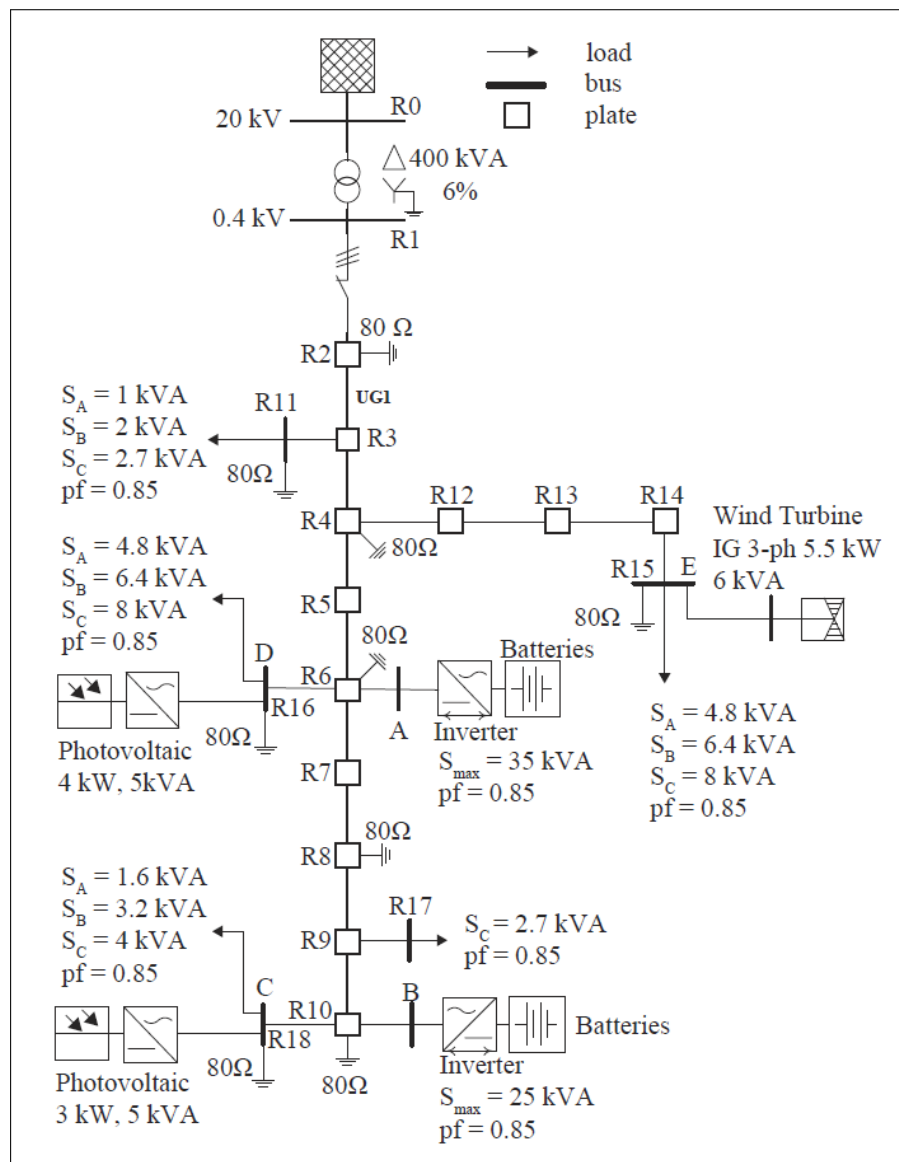 load
bus
plate
R0
20 kV
400 kVA
6%
0.4 kV
R1
80 Ω
R2
UG1
S_A = 1 kVA
S_B = 2 kVA
S_C = 2.7 kVA
pf = 0.85
R11
R3
80Ω
R12
R13
R14
R4
80Ω
Wind Turbine
IG 3-ph 5.5 kW
6 kVA
S_A = 4.8 kVA
S_B = 6.4 kVA
S_C = 8 kVA
pf = 0.85
R15
E
R5
80Ω
80Ω
Batteries
D
R6
R16
A
Inverter
S_max = 35 kVA
pf = 0.85
80Ω
Photovoltaic
4 kW, 5kVA
S_A = 4.8 kVA
S_B = 6.4 kVA
S_C = 8 kVA
pf = 0.85
R7
80Ω
R8
S_A = 1.6 kVA
S_B = 3.2 kVA
S_C = 4 kVA
pf = 0.85
R17
R9
S_C = 2.7 kVA
pf = 0.85
C
R10
B
R18
Batteries
80Ω
80Ω
Photovoltaic
3 kW, 5 kVA
Inverter
S_max = 25 kVA
pf = 0.85